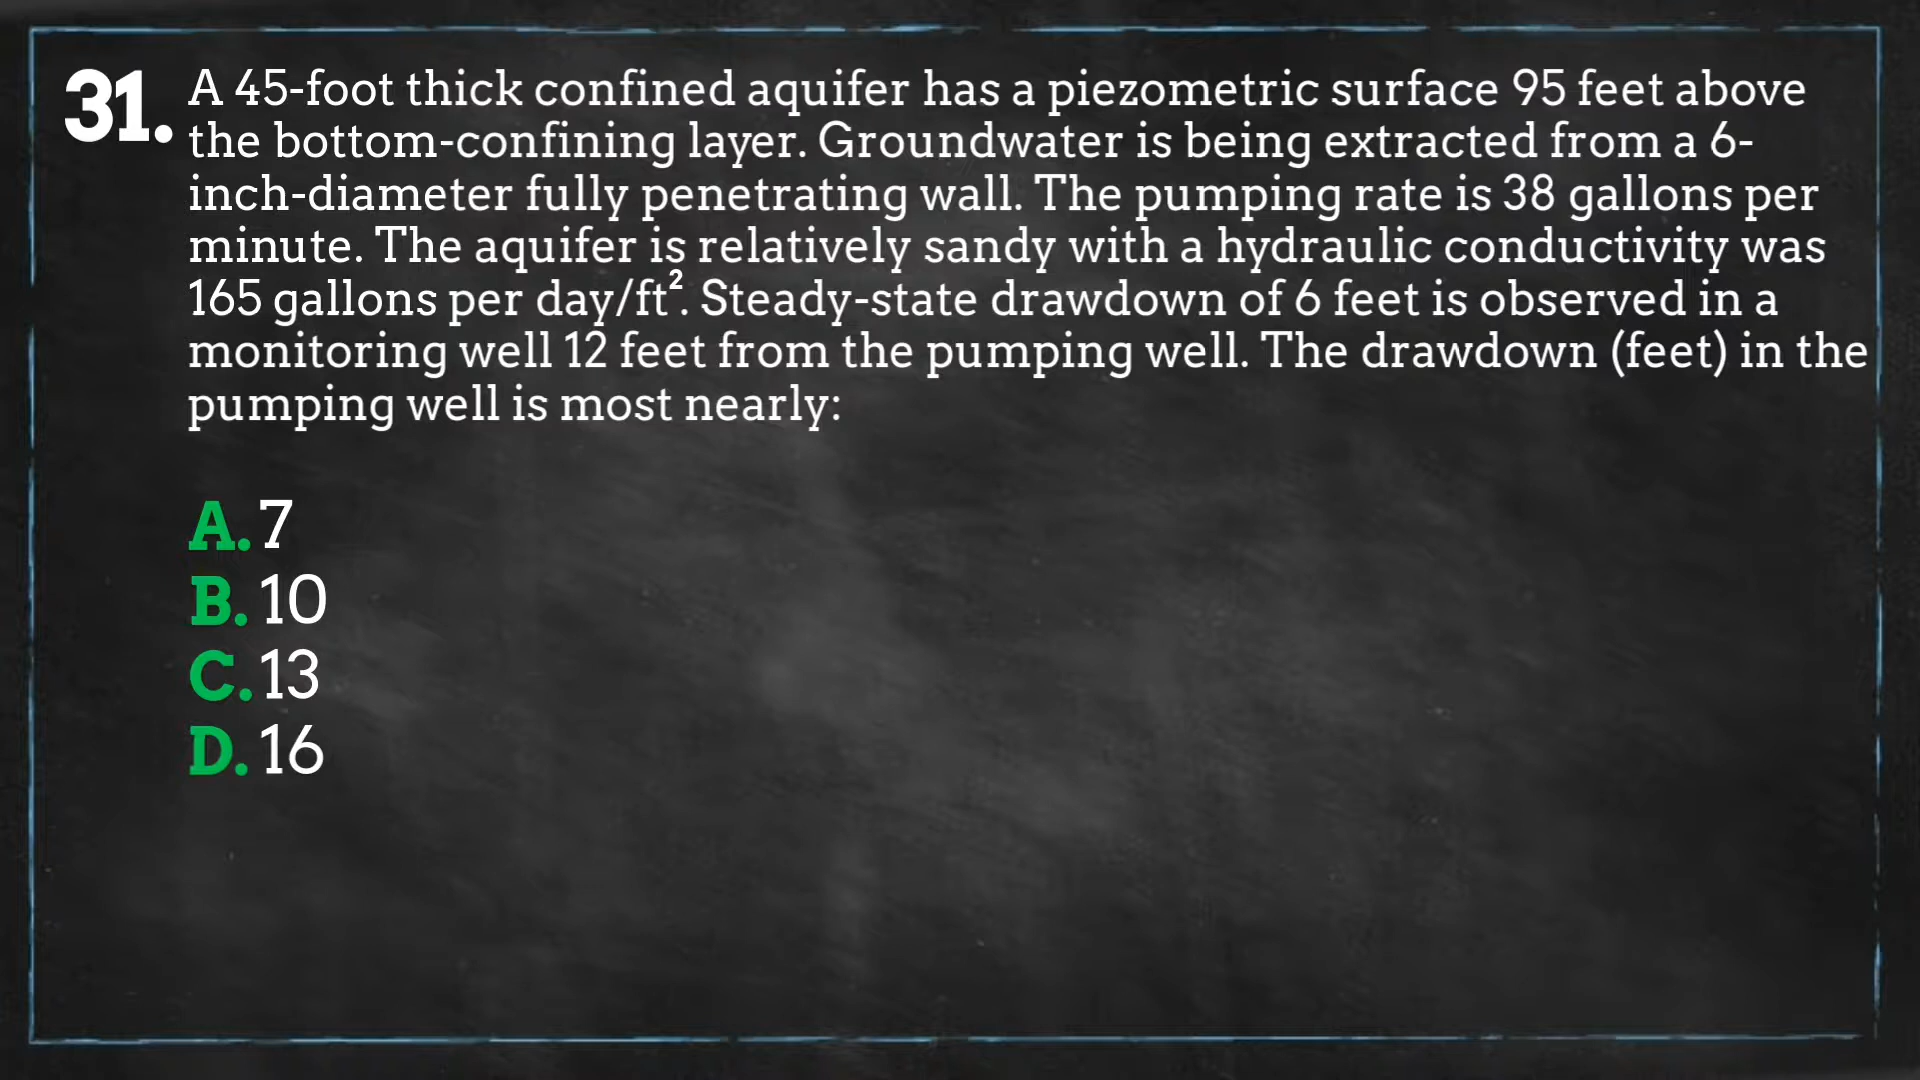 31. A 45-foot thick confined aquifer has a piezometric surface 95 feet above
the bottom-confining layer. Groundwater is being extracted from a 6-
inch-diameter fully penetrating wall. The pumping rate is 38 gallons per
minute. The aquifer is relatively sandy with a hydraulic conductivity was
165 gallons per day/ft². Steady-state drawdown of 6 feet is observed in a
monitoring well 12 feet from the pumping well. The drawdown (feet) in the
pumping well is most nearly:
A. 7
B. 10
C. 13
D. 16